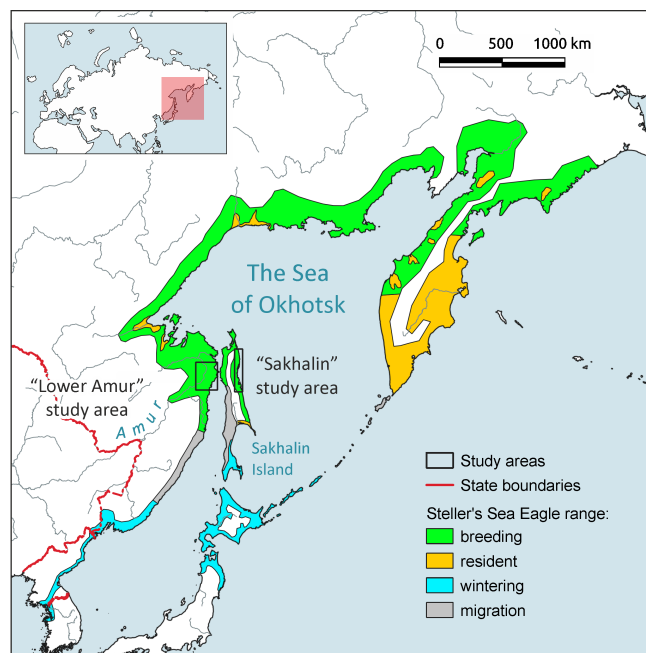 0 500 1000 km
The Sea
of Okhotsk
“Sakhalin”
study area
“Lower Amur”
study area
Amur
Sakhalin
Island
Study areas
State boundaries
Steller's Sea Eagle range:
breeding
resident
wintering
migration